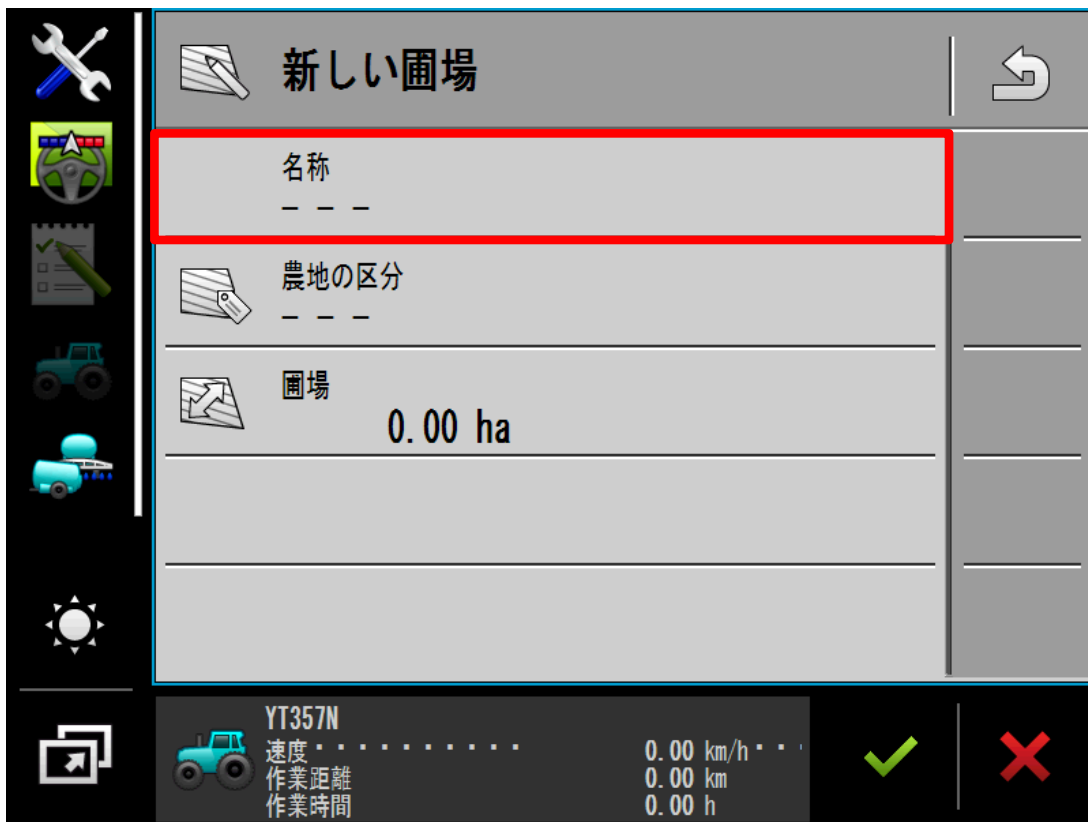 新しい圃場
名称
– – –
農地の区分
– – –
圃場
0.00 ha
YT357N
速度・・・・・・・・・・ 0.00 km/h・・・
作業距離 0.00 km
作業時間 0.00 h